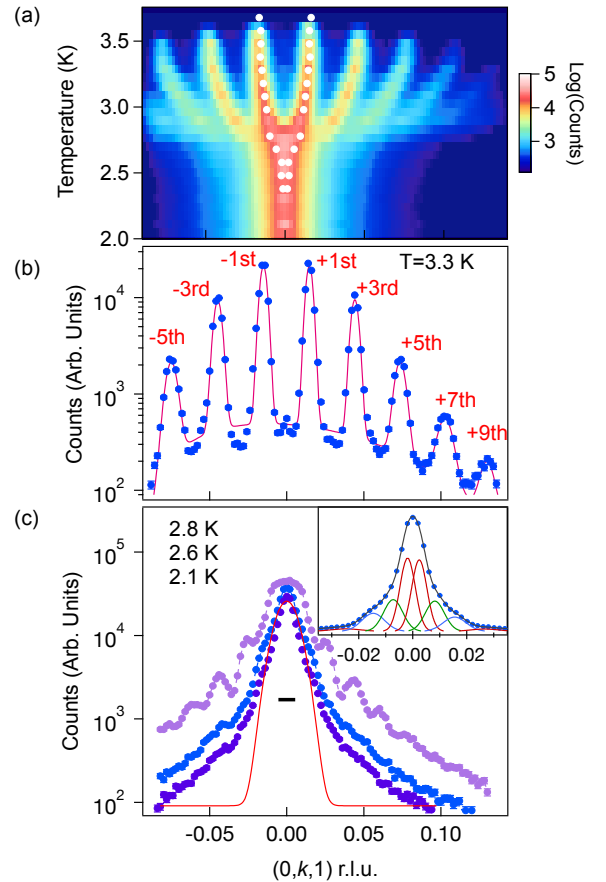 (a)
Temperature (K)
3.5
3.0
2.5
2.0
5
4
3
Log(Counts)
(b)
Counts (Arb. Units)
10^4
10^3
10^2
-5th
-3rd
-1st
+1st
T=3.3 K
+3rd
+5th
+7th
+9th
(c)
Counts (Arb. Units)
10^5
10^4
10^3
10^2
2.8 K
2.6 K
2.1 K
-0.02 0.00 0.02
-0.05 0.00 0.05 0.10
(0,k,1) r.l.u.